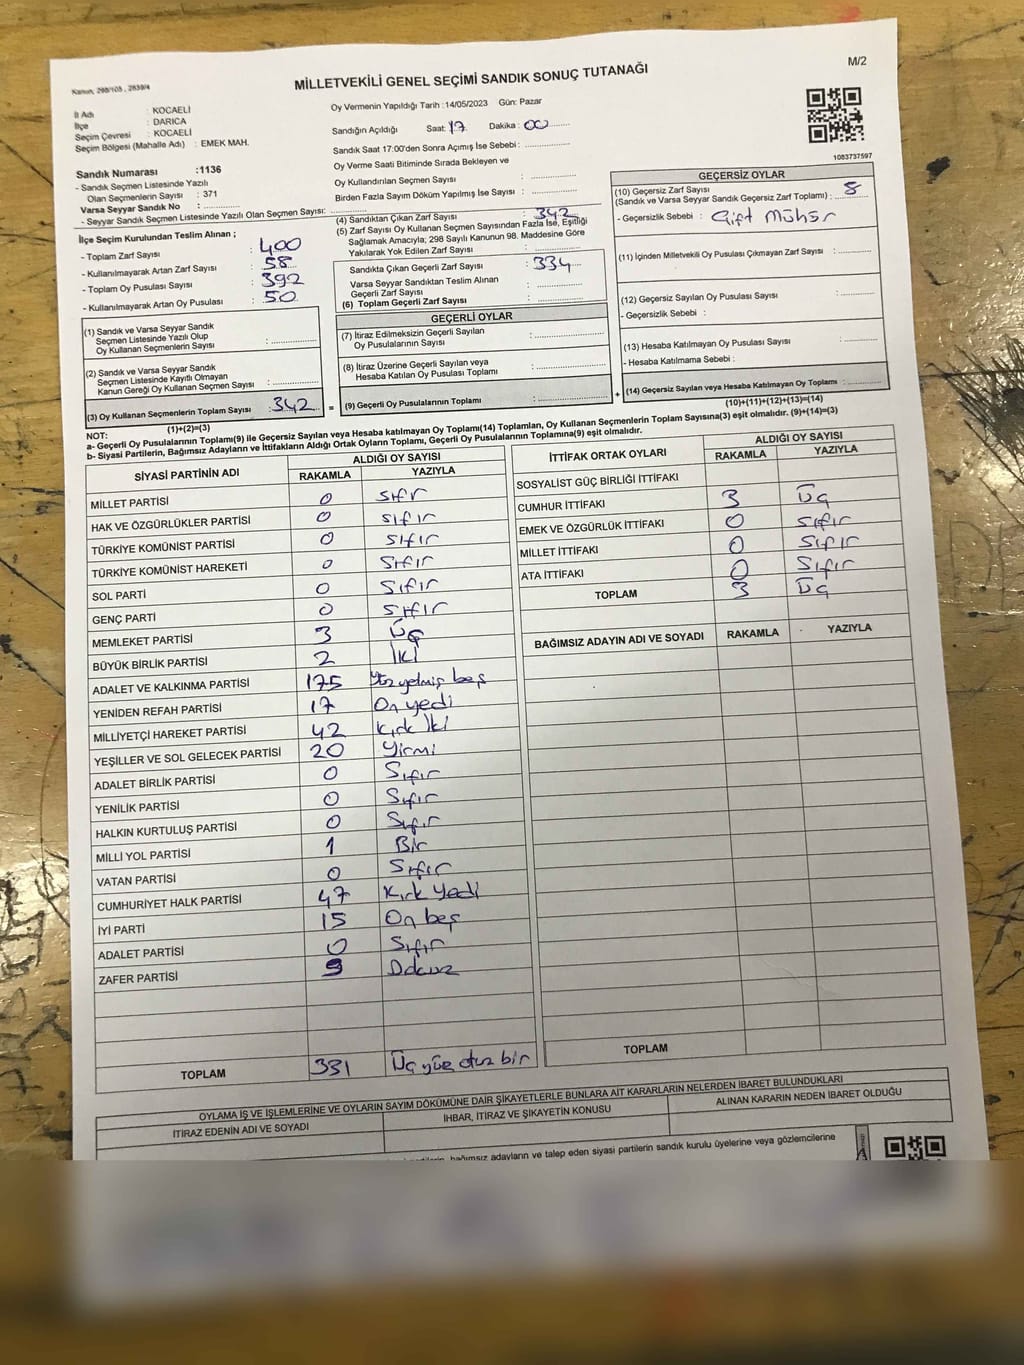 Kanun, 298/105 , 2839/4
MİLLETVEKİLİ GENEL SEÇİMİ SANDIK SONUÇ TUTANAĞI
M/2
İl Adı : KOCAELİ
İlçe : DARICA
Seçim Çevresi : KOCAELİ
Seçim Bölgesi (Mahalle Adı) : EMEK MAH.
Sandık Numarası :1136
- Sandık Seçmen Listesinde Yazılı
Olan Seçmenlerin Sayısı : 371
Varsa Seyyar Sandık No :
- Seyyar Sandık Seçmen Listesinde Yazılı Olan Seçmen Sayısı:
İlçe Seçim Kurulundan Teslim Alınan ;
- Toplam Zarf Sayısı : 400
- Kullanılmayarak Artan Zarf Sayısı : 58
- Toplam Oy Pusulası Sayısı : 392
- Kullanılmayarak Artan Oy Pusulası : 50
(1) Sandık ve Varsa Seyyar Sandık
Seçmen Listesinde Yazılı Olup
Oy Kullanan Seçmenlerin Sayısı :
(2) Sandık ve Varsa Seyyar Sandık
Seçmen Listesinde Kayıtlı Olmayan
Kanun Gereği Oy Kullanan Seçmen Sayısı :
(3) Oy Kullanan Seçmenlerin Toplam Sayısı : 342
(1)+(2)=(3)
Oy Vermenin Yapıldığı Tarih :14/05/2023 Gün: Pazar
Sandığın Açıldığı Saat: 17 Dakika : 00
Sandık Saat 17:00'den Sonra Açımış İse Sebebi :
Oy Verme Saati Bitiminde Sırada Bekleyen ve
Oy Kullandırılan Seçmen Sayısı :
Birden Fazla Sayım Döküm Yapılmış İse Sayısı :
(4) Sandıktan Çıkan Zarf Sayısı : 342
(5) Zarf Sayısı Oy Kullanan Seçmen Sayısından Fazla İse, Eşitliği
Sağlamak Amacıyla; 298 Sayılı Kanunun 98. Maddesine Göre
Yakılarak Yok Edilen Zarf Sayısı :
Sandıkta Çıkan Geçerli Zarf Sayısı : 334
Varsa Seyyar Sandıktan Teslim Alınan
Geçerli Zarf Sayısı :
(6) Toplam Geçerli Zarf Sayısı :
GEÇERLİ OYLAR
(7) İtiraz Edilmeksizin Geçerli Sayılan
Oy Pusulasının Sayısı :
(8) İtiraz Üzerine Geçerli Sayılan veya
Hesaba Katılan Oy Pusulası Toplamı :
= (9) Geçerli Oy Pusulalarının Toplamı :
1083737597
GEÇERSİZ OYLAR
(10) Geçersiz Zarf Sayısı
(Sandık ve Varsa Seyyar Sandık Geçersiz Zarf Toplamı) : 8
- Geçersizlik Sebebi : Çift Mühür
(11) İçinden Milletvekili Oy Pusulası Çıkmayan Zarf Sayısı :
(12) Geçersiz Sayılan Oy Pusulası Sayısı :
- Geçersizlik Sebebi :
(13) Hesaba Katılmayan Oy Pusulası Sayısı :
- Hesaba Katılmama Sebebi :
+ (14) Geçersiz Sayılan veya Hesaba Katılmayan Oy Toplamı :
(10)+(11)+(12)+(13)=(14)
NOT:
a- Geçerli Oy Pusulalarının Toplamı(9) ile Geçersiz Sayılan veya Hesaba Katılmayan Oy Toplamı(14) Toplamları, Oy Kullanan Seçmenlerin Toplam Sayısına(3) eşit olmalıdır. (9)+(14)=(3)
b- Siyasi Partilerin, Bağımsız Adayların ve İttifakların Aldığı Ortak Oyların Toplamı, Geçerli Oy Pusulalarının Toplamına(9) eşit olmalıdır.
SİYASİ PARTİNİN ADI ALDIĞI OY SAYISI
RAKAMLA YAZIYLA
MİLLET PARTİSİ 0 sıfr
HAK VE ÖZGÜRLÜKLER PARTİSİ 0 sıfır
TÜRKİYE KOMÜNİST PARTİSİ 0 sıfır
TÜRKİYE KOMÜNİST HAREKETİ 0 sıfır
SOL PARTİ 0 Sıfır
GENÇ PARTİ 0 sıfır
MEMLEKET PARTİSİ 3 Üç
BÜYÜK BİRLİK PARTİSİ 2 İki
ADALET VE KALKINMA PARTİSİ 175 Yüz yetmiş beş
YENİDEN REFAH PARTİSİ 17 On yedi
MİLLİYETÇİ HAREKET PARTİSİ 42 Kırk İki
YEŞİLLER VE SOL GELECEK PARTİSİ 20 Yirmi
ADALET BİRLİK PARTİSİ 0 Sıfır
YENİLİK PARTİSİ 0 Sıfır
HALKIN KURTULUŞ PARTİSİ 0 Sıfır
MİLLİ YOL PARTİSİ 1 Bir
VATAN PARTİSİ 0 Sıfır
CUMHURİYET HALK PARTİSİ 47 Kırk Yedi
İYİ PARTİ 15 On beş
ADALET PARTİSİ 0 Sıfır
ZAFER PARTİSİ 9 Dokuz
TOPLAM 331 Üç yüz otuz bir
İTTİFAK ORTAK OYLARI ALDIĞI OY SAYISI
RAKAMLA YAZIYLA
SOSYALİST GÜÇ BİRLİĞİ İTTİFAKI
CUMHUR İTTİFAKI 3 Üç
EMEK VE ÖZGÜRLÜK İTTİFAKI 0 Sıfır
MİLLET İTTİFAKI 0 Sıfır
ATA İTTİFAKI 0 Sıfır
TOPLAM 3 Üç
BAĞIMSIZ ADAYIN ADI VE SOYADI RAKAMLA YAZIYLA
TOPLAM
OYLAMA İŞ VE İŞLEMLERİNE VE OYLARIN SAYIM DÖKÜMÜNE DAİR ŞİKAYETLERLE BUNLARA AİT KARARLARIN NELERDEN İBARET BULUNDUKLARI
İTİRAZ EDENİN ADI VE SOYADI İHBAR, İTİRAZ VE ŞİKAYETİN KONUSU ALINAN KARARIN NEDEN İBARET OLDUĞU
bağımsız adayların ve talep eden siyasi partilerin sandık kurulu üyelerine veya gözlemcilerine